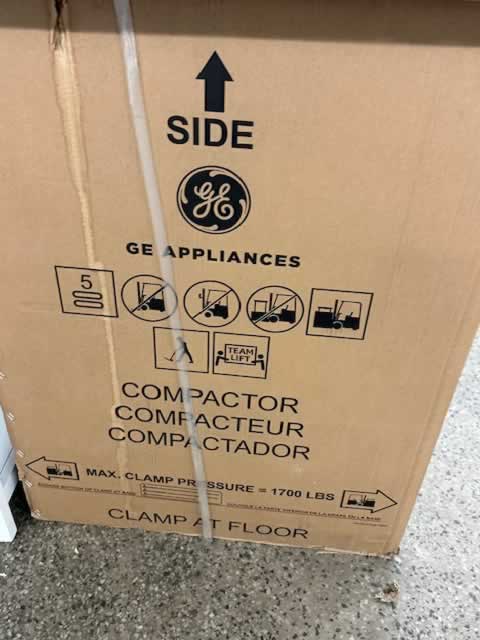 SIDE
GE
GE APPLIANCES
5
TEAM
LIFT
COMPACTOR
COMPACTEUR
COMPACTADOR
MAX. CLAMP PRESSURE = 1700 LBS
CLAMP AT FLOOR